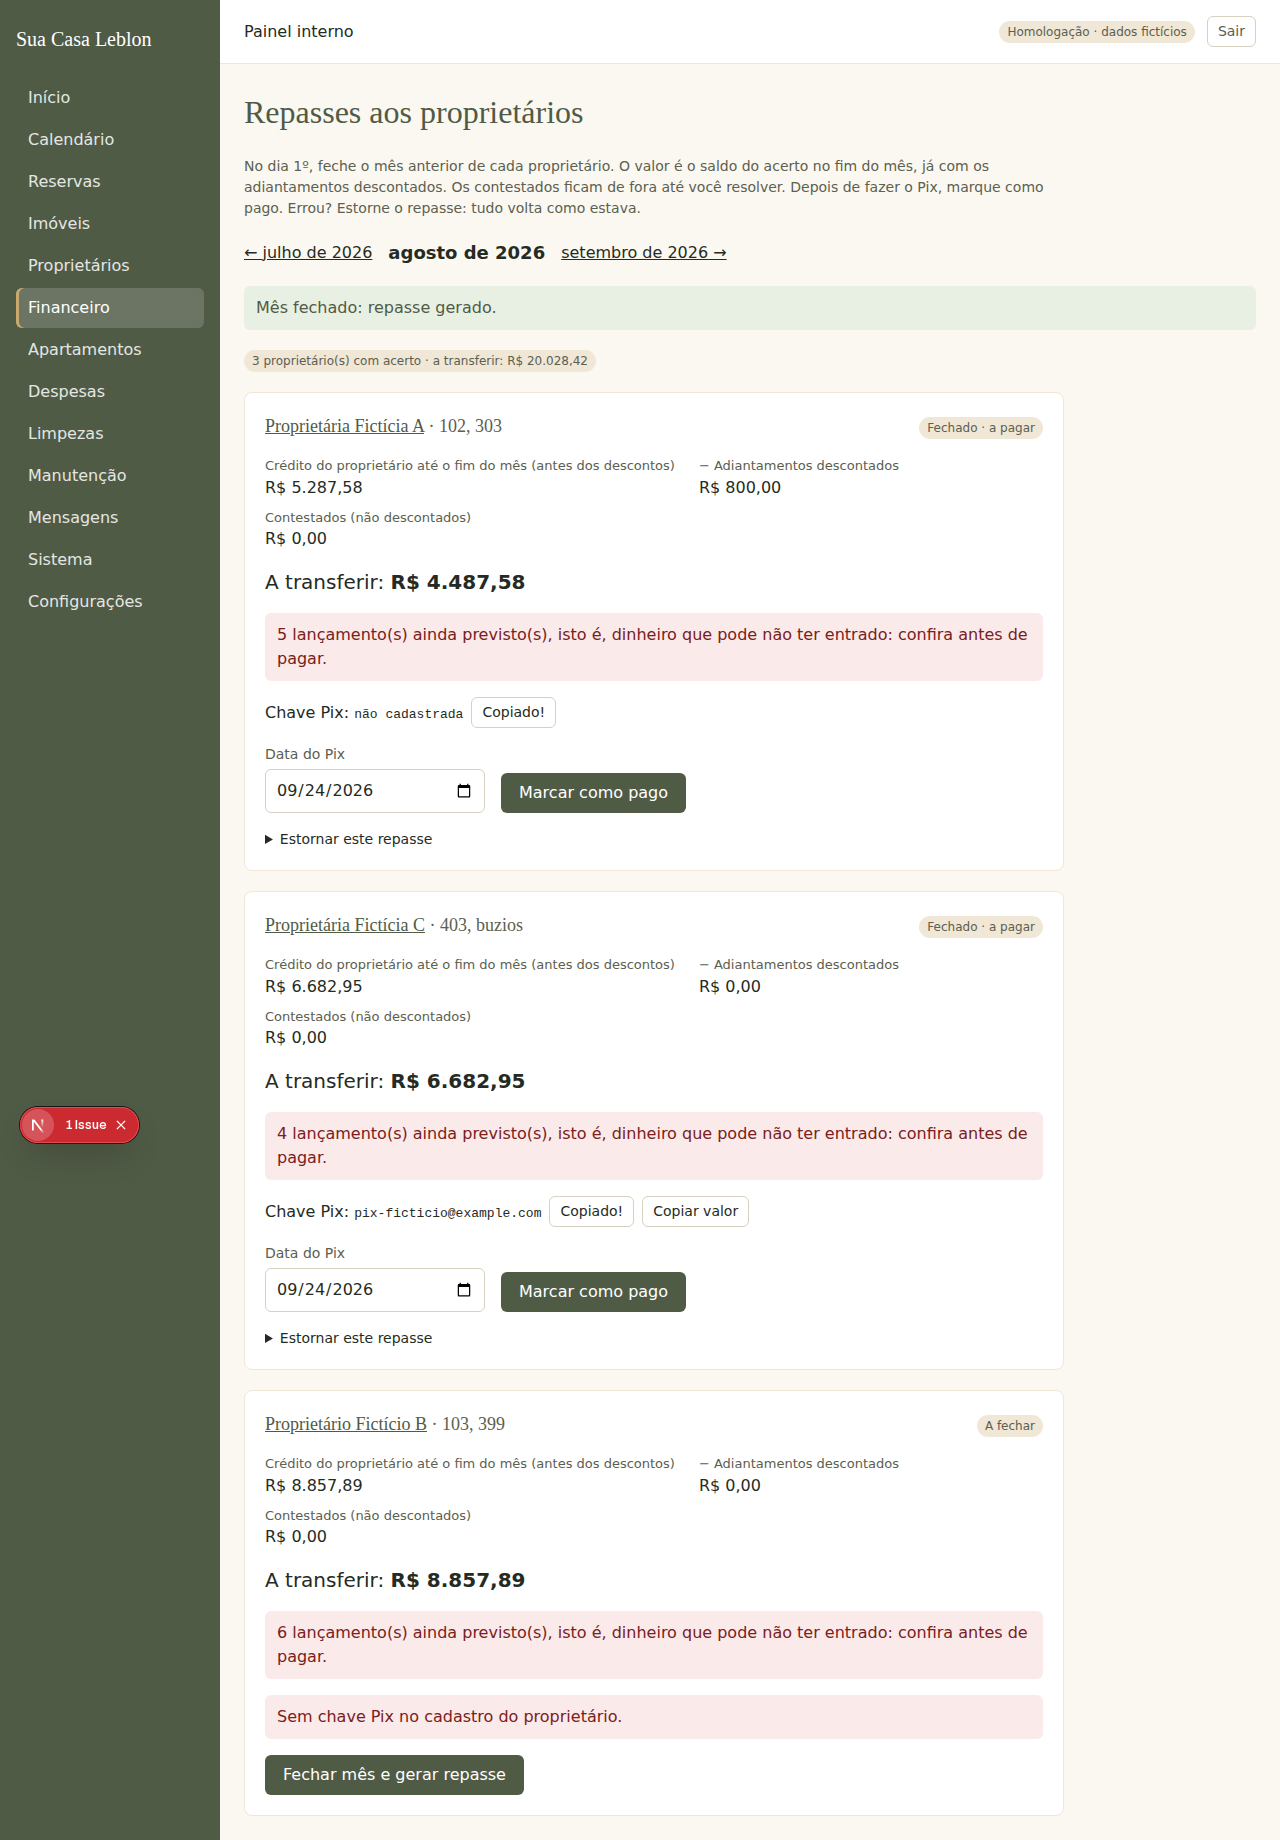 Sua Casa Leblon
Painel interno
Homologação · dados fictícios
Sair
Início
Calendário
Reservas
Imóveis
Proprietários
Financeiro
Apartamentos
Despesas
Limpezas
Manutenção
Mensagens
Sistema
Configurações
1 Issue
Repasses aos proprietários
No dia 1º, feche o mês anterior de cada proprietário. O valor é o saldo do acerto no fim do mês, já com os
adiantamentos descontados. Os contestados ficam de fora até você resolver. Depois de fazer o Pix, marque como
pago. Errou? Estorne o repasse: tudo volta como estava.
← julho de 2026 agosto de 2026 setembro de 2026 →
Mês fechado: repasse gerado.
3 proprietário(s) com acerto · a transferir: R$ 20.028,42
Proprietária Fictícia A · 102, 303
Fechado · a pagar
Crédito do proprietário até o fim do mês (antes dos descontos)
R$ 5.287,58
− Adiantamentos descontados
R$ 800,00
Contestados (não descontados)
R$ 0,00
A transferir: R$ 4.487,58
5 lançamento(s) ainda previsto(s), isto é, dinheiro que pode não ter entrado: confira antes de
pagar.
Chave Pix: não cadastrada Copiado!
Data do Pix
09/24/2026 Marcar como pago
▶ Estornar este repasse
Proprietária Fictícia C · 403, buzios
Fechado · a pagar
Crédito do proprietário até o fim do mês (antes dos descontos)
R$ 6.682,95
− Adiantamentos descontados
R$ 0,00
Contestados (não descontados)
R$ 0,00
A transferir: R$ 6.682,95
4 lançamento(s) ainda previsto(s), isto é, dinheiro que pode não ter entrado: confira antes de
pagar.
Chave Pix: pix-ficticio@example.com Copiado! Copiar valor
Data do Pix
09/24/2026 Marcar como pago
▶ Estornar este repasse
Proprietário Fictício B · 103, 399
A fechar
Crédito do proprietário até o fim do mês (antes dos descontos)
R$ 8.857,89
− Adiantamentos descontados
R$ 0,00
Contestados (não descontados)
R$ 0,00
A transferir: R$ 8.857,89
6 lançamento(s) ainda previsto(s), isto é, dinheiro que pode não ter entrado: confira antes de
pagar.
Sem chave Pix no cadastro do proprietário.
Fechar mês e gerar repasse